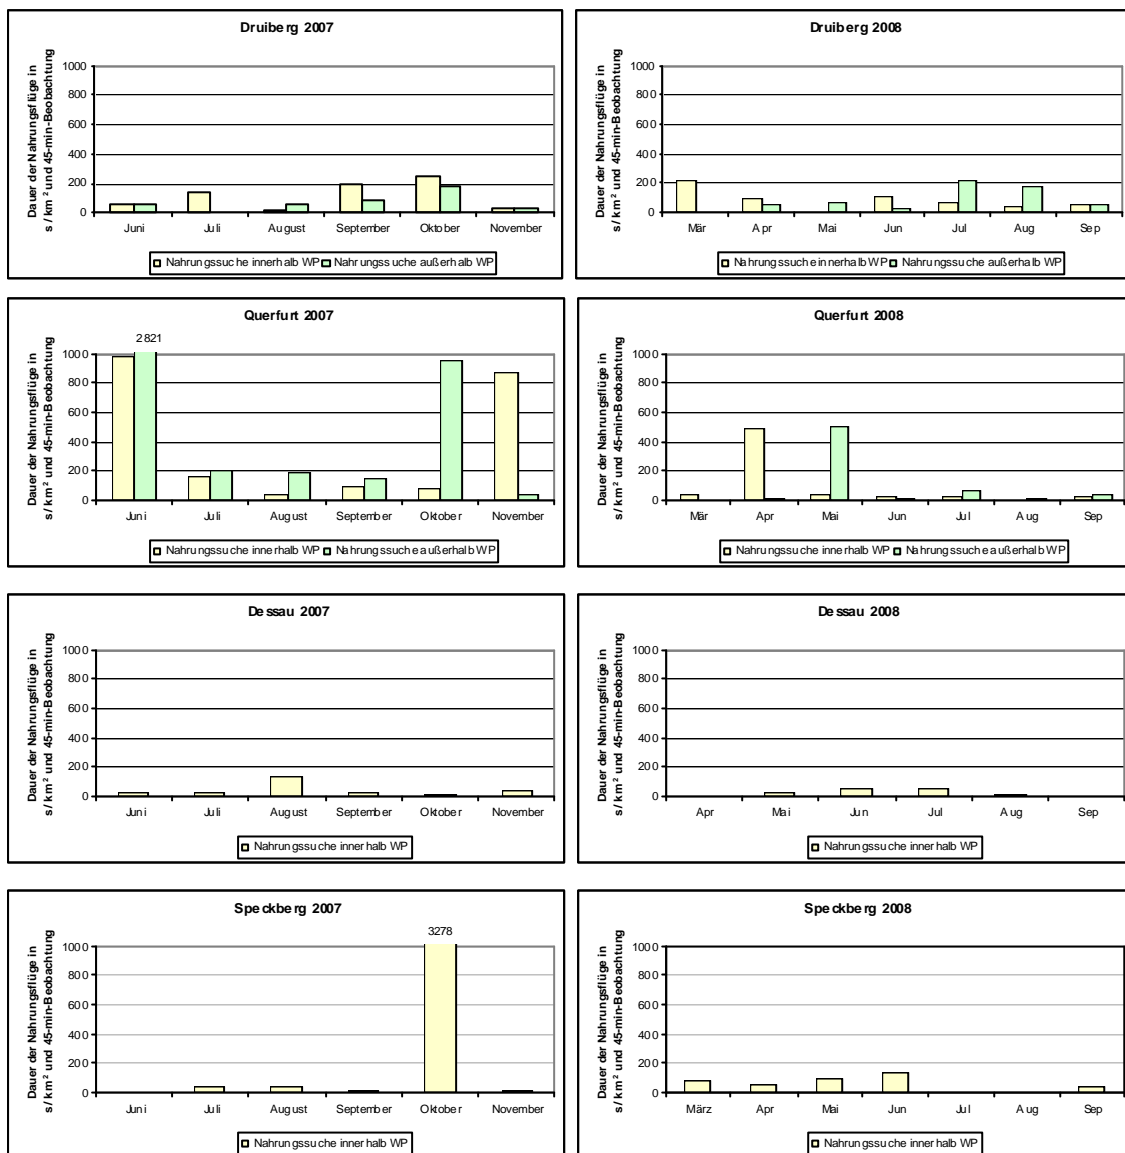 Druiberg 2007
Dauer der Nahrungsflüge in
s/ km² und 45-min-Beobachtung
1000
800
600
400
200
0
Juni Juli August September Oktober November
Nahrungssuche innerhalb WP Nahrungssuche außerhalb WP
Druiberg 2008
Dauer der Nahrungsflüge in
s/ km² und 45-min-Beobachtung
1000
800
600
400
200
0
Mär Apr Mai Jun Jul Aug Sep
Nahrungssuche innerhalb WP Nahrungssuche außerhalb WP
Querfurt 2007
Dauer der Nahrungsflüge in
s/ km² und 45-min-Beobachtung
2821
1000
800
600
400
200
0
Juni Juli August September Oktober November
Nahrungssuche innerhalb WP Nahrungssuche außerhalb WP
Querfurt 2008
Dauer der Nahrungsflüge in
s/ km² und 45-min-Beobachtung
1000
800
600
400
200
0
Mär Apr Mai Jun Jul Aug Sep
Nahrungssuche innerhalb WP Nahrungssuche außerhalb WP
Dessau 2007
Dauer der Nahrungsflüge in
s/ km² und 45-min-Beobachtung
1000
800
600
400
200
0
Juni Juli August September Oktober November
Nahrungssuche innerhalb WP
Dessau 2008
Dauer der Nahrungsflüge in
s/ km² und 45-min-Beobachtung
1000
800
600
400
200
0
Apr Mai Jun Jul Aug Sep
Nahrungssuche innerhalb WP
Speckberg 2007
Dauer der Nahrungsflüge in
s/ km² und 45-min-Beobachtung
3278
1000
800
600
400
200
0
Juni Juli August September Oktober November
Nahrungssuche innerhalb WP
Speckberg 2008
Dauer der Nahrungsflüge in
s/ km² und 45-min-Beobachtung
1000
800
600
400
200
0
März Apr Mai Jun Jul Aug Sep
Nahrungssuche innerhalb WP